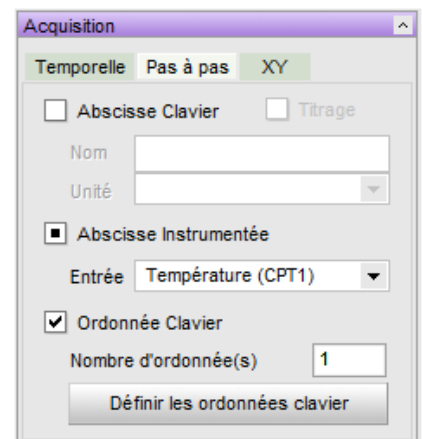 Acquisition
Temporelle Pas à pas XY
Abscisse Clavier Titrage
Nom
Unité
Abscisse Instrumentée
Entrée Température (CPT1)
Ordonnée Clavier
Nombre d'ordonnée(s) 1
Définir les ordonnées clavier